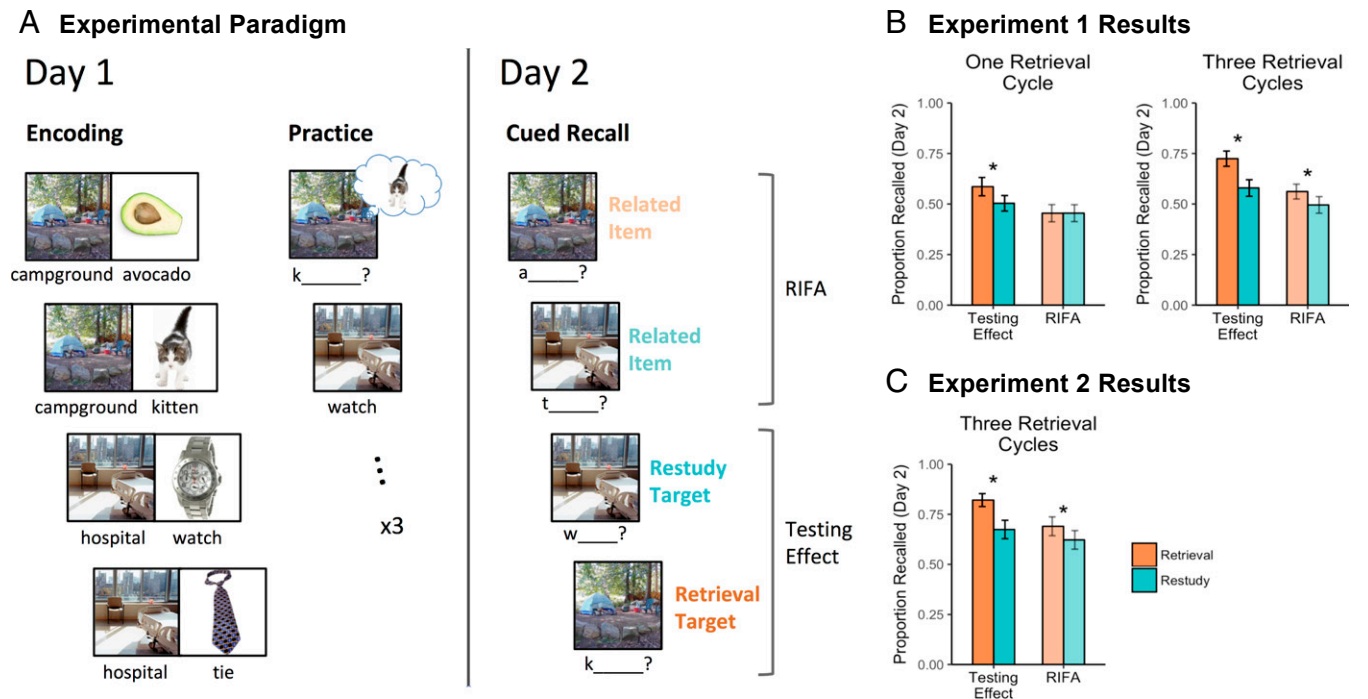 A Experimental Paradigm
Day 1
Encoding
Practice
campground avocado
k______?
campground kitten
watch
hospital watch
x3
hospital tie
Day 2
Cued Recall
Related
Item
a_____?
Related
Item
t_____?
RIFA
Restudy
Target
w____?
Retrieval
Target
k_____?
Testing
Effect
B Experiment 1 Results
One Retrieval
Cycle
Proportion Recalled (Day 2)
1.00
0.75
0.50
0.25
0.00
*
Testing
Effect
RIFA
Three Retrieval
Cycles
Proportion Recalled (Day 2)
1.00
0.75
0.50
0.25
0.00
*
*
Testing
Effect
RIFA
C Experiment 2 Results
Three Retrieval
Cycles
Proportion Recalled (Day 2)
1.00
0.75
0.50
0.25
0.00
*
*
Testing
Effect
RIFA
Retrieval
Restudy